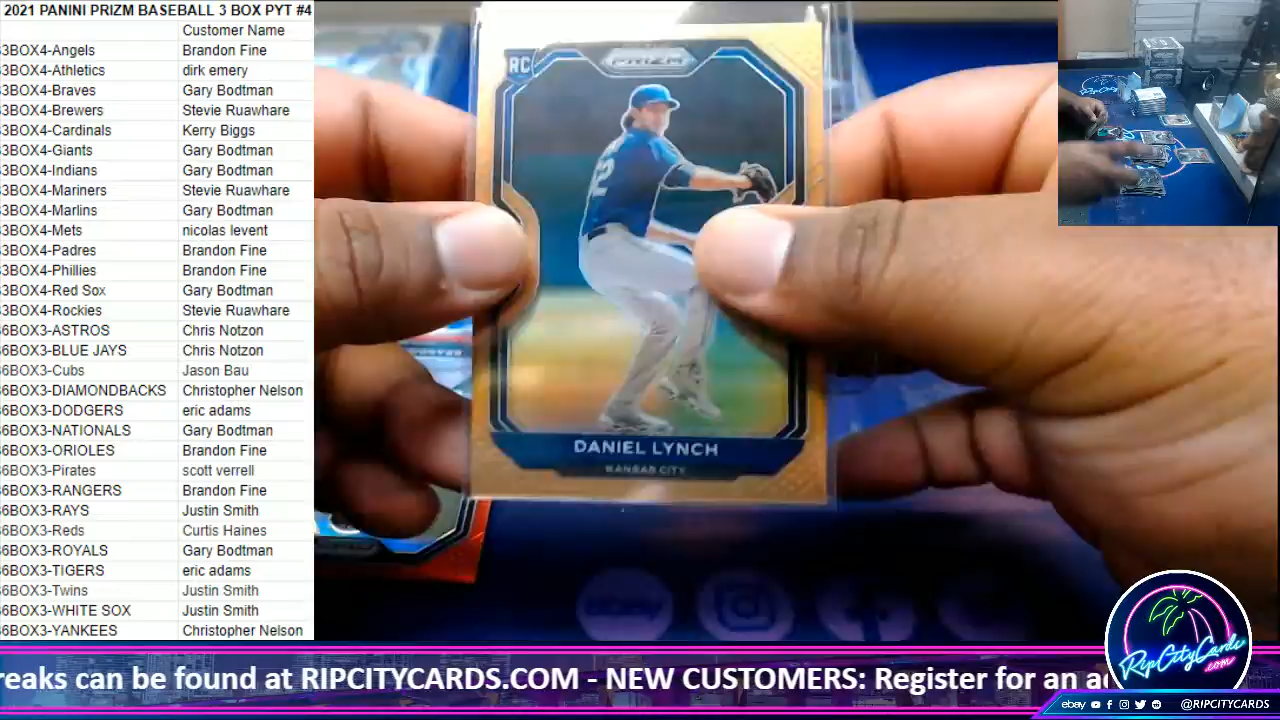 2021 PANINI PRIZM BASEBALL 3 BOX PYT #4
Customer Name
3BOX4-Angels Brandon Fine
3BOX4-Athletics dirk emery
3BOX4-Braves Gary Bodtman
3BOX4-Brewers Stevie Ruawhare
3BOX4-Cardinals Kerry Biggs
3BOX4-Giants Gary Bodtman
3BOX4-Indians Gary Bodtman
3BOX4-Mariners Stevie Ruawhare
3BOX4-Marlins Gary Bodtman
3BOX4-Mets nicolas levent
3BOX4-Padres Brandon Fine
3BOX4-Phillies Brandon Fine
3BOX4-Red Sox Gary Bodtman
3BOX4-Rockies Stevie Ruawhare
6BOX3-ASTROS Chris Notzon
6BOX3-BLUE JAYS Chris Notzon
6BOX3-Cubs Jason Bau
6BOX3-DIAMONDBACKS Christopher Nelson
6BOX3-DODGERS eric adams
6BOX3-NATIONALS Gary Bodtman
6BOX3-ORIOLES Brandon Fine
6BOX3-Pirates scott verrell
6BOX3-RANGERS Brandon Fine
6BOX3-RAYS Justin Smith
6BOX3-Reds Curtis Haines
6BOX3-ROYALS Gary Bodtman
6BOX3-TIGERS eric adams
6BOX3-Twins Justin Smith
6BOX3-WHITE SOX Justin Smith
6BOX3-YANKEES Christopher Nelson
RC
PRIZM
DANIEL LYNCH
KANSAS CITY
reaks can be found at RIPCITYCARDS.COM - NEW CUSTOMERS: Register for an a
RipCityCards
.com
ebay @RIPCITYCARDS